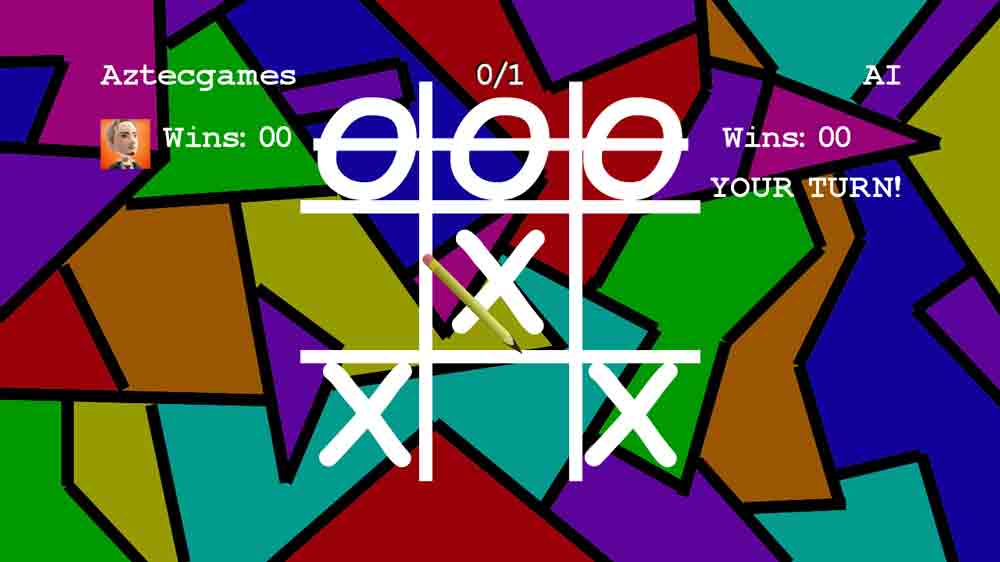 Aztecgames
0/1
AI
Wins: 00
Wins: 00
YOUR TURN!
O O O
X
X X